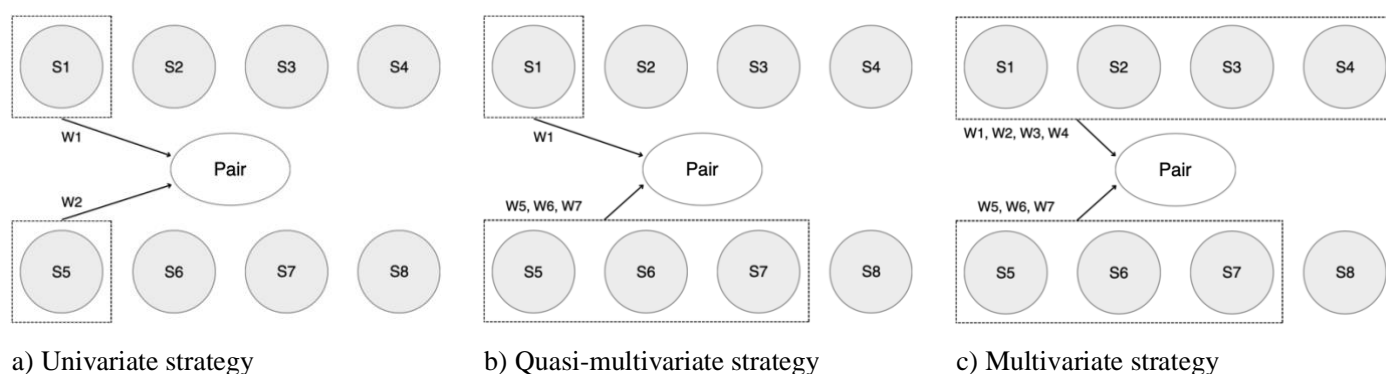 S1 S2 S3 S4
W1
Pair
W2
S5 S6 S7 S8
a) Univariate strategy
S1 S2 S3 S4
W1
Pair
W5, W6, W7
S5 S6 S7 S8
b) Quasi-multivariate strategy
S1 S2 S3 S4
W1, W2, W3, W4
Pair
W5, W6, W7
S5 S6 S7 S8
c) Multivariate strategy